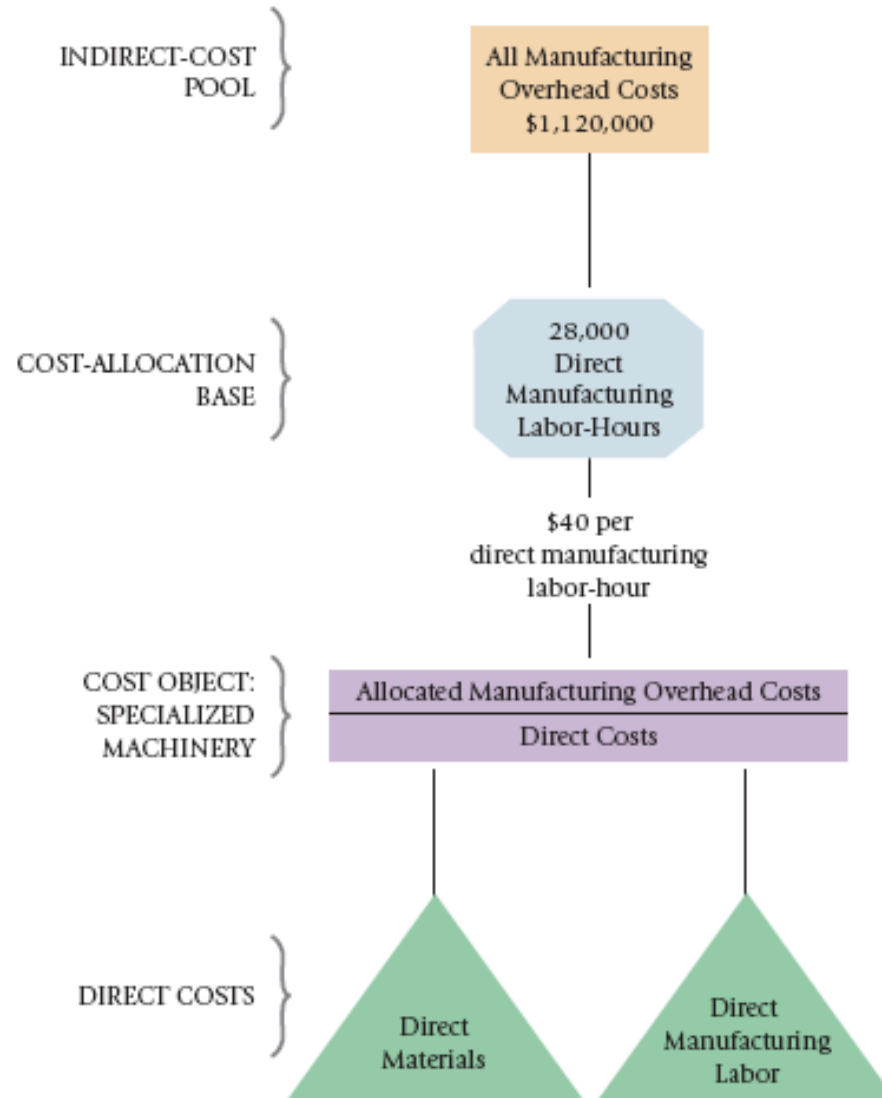 INDIRECT-COST
POOL
All Manufacturing
Overhead Costs
$1,120,000
COST-ALLOCATION
BASE
28,000
Direct
Manufacturing
Labor-Hours
$40 per
direct manufacturing
labor-hour
COST OBJECT:
SPECIALIZED
MACHINERY
Allocated Manufacturing Overhead Costs
Direct Costs
DIRECT COSTS
Direct
Materials
Direct
Manufacturing
Labor